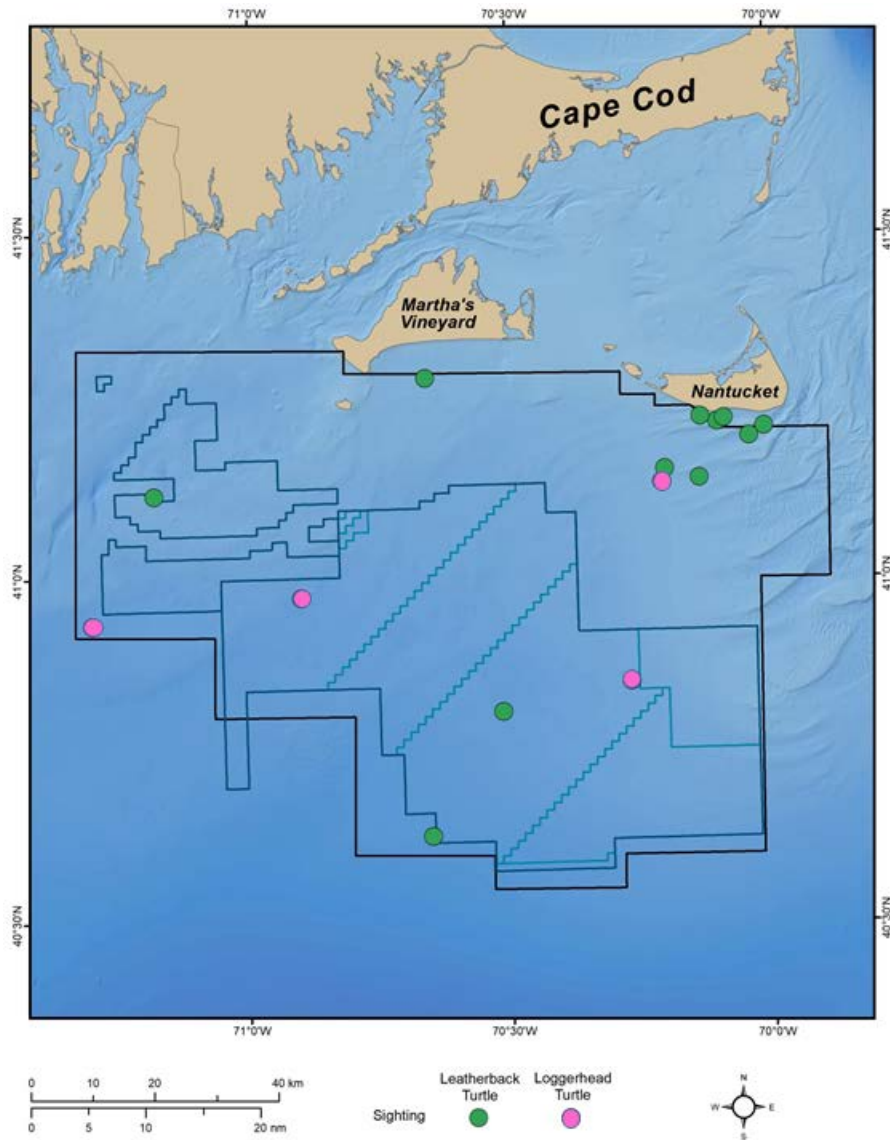 71°0'W 70°30'W 70°0'W
Cape Cod
41°30'N 41°30'N
Martha's
Vineyard
Nantucket
41°0'N 41°0'N
40°30'N 40°30'N
71°0'W 70°30'W 70°0'W
0 10 20 40 km
0 5 10 20 nm
Leatherback
Turtle
Loggerhead
Turtle
Sighting
N
W E
S